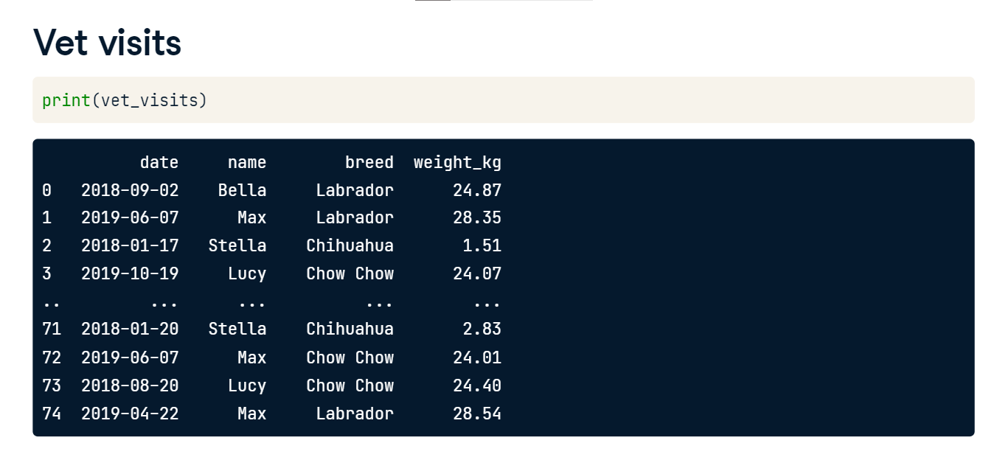 Vet visits
print(vet_visits)
date name breed weight_kg
0 2018-09-02 Bella Labrador 24.87
1 2019-06-07 Max Labrador 28.35
2 2018-01-17 Stella Chihuahua 1.51
3 2019-10-19 Lucy Chow Chow 24.07
.. ... ... ... ...
71 2018-01-20 Stella Chihuahua 2.83
72 2019-06-07 Max Chow Chow 24.01
73 2018-08-20 Lucy Chow Chow 24.40
74 2019-04-22 Max Labrador 28.54